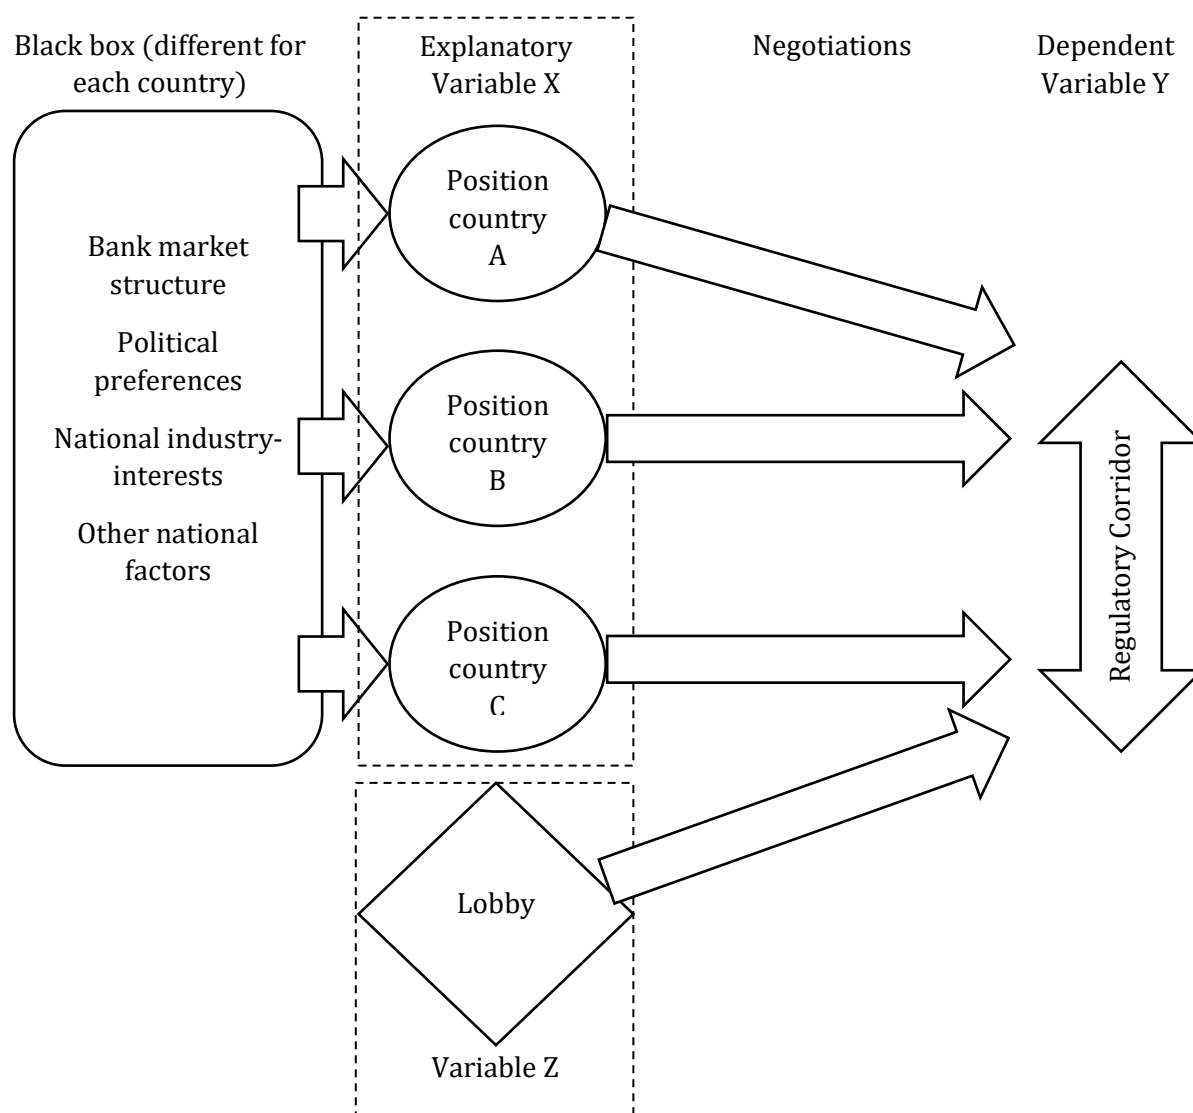 Black box (different for
each country)
Explanatory
Variable X
Negotiations
Dependent
Variable Y
Bank market
structure
Political
preferences
National industry-
interests
Other national
factors
Position
country
A
Position
country
B
Position
country
C
Regulatory Corridor
Lobby
Variable Z